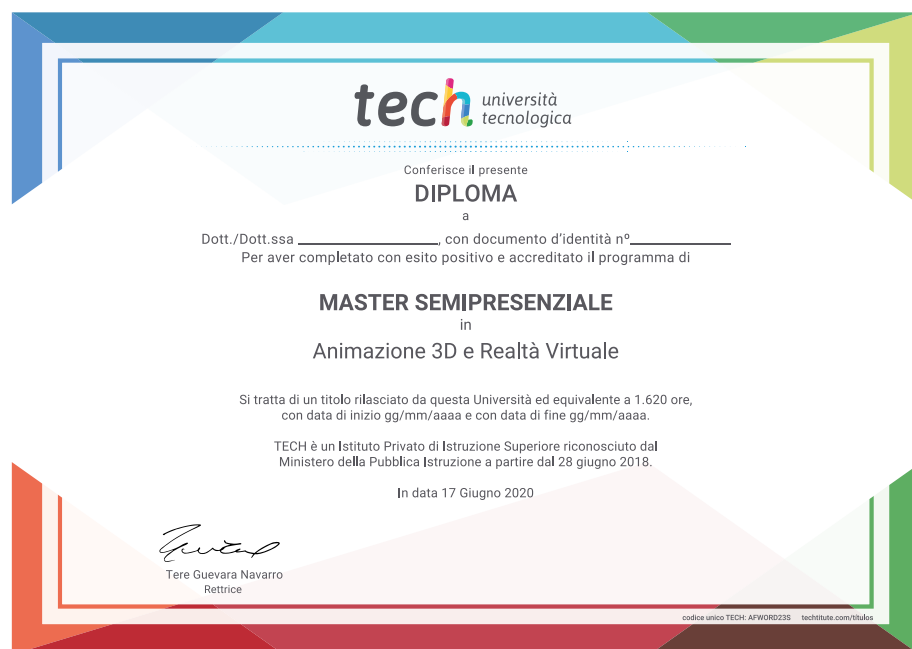 tech università
tecnologica
Conferisce il presente
DIPLOMA
a
Dott./Dott.ssa ____________________, con documento d'identità nº______________
Per aver completato con esito positivo e accreditato il programma di
MASTER SEMIPRESENZIALE
in
Animazione 3D e Realtà Virtuale
Si tratta di un titolo rilasciato da questa Università ed equivalente a 1.620 ore,
con data di inizio gg/mm/aaaa e con data di fine gg/mm/aaaa.
TECH è un Istituto Privato di Istruzione Superiore riconosciuto dal
Ministero della Pubblica Istruzione a partire dal 28 giugno 2018.
In data 17 Giugno 2020
Tere Guevara Navarro
Rettrice
codice unico TECH: AFWORD23S techtitute.com/títulos